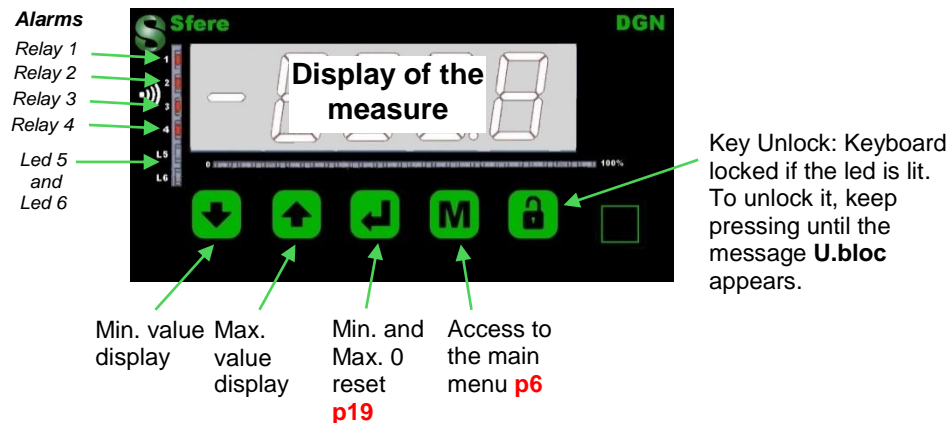 Alarms
Relay 1
Relay 2
Relay 3
Relay 4
Led 5
and
Led 6
S
Sfere
DGN
1
2
3
4
L5
L6
Display of the
measure
0
100%
M
Key Unlock: Keyboard
locked if the led is lit.
To unlock it, keep
pressing until the
message U.bloc
appears.
Min. value
display
Max.
value
display
Min. and
Max. 0
reset
p19
Access to
the main
menu p6